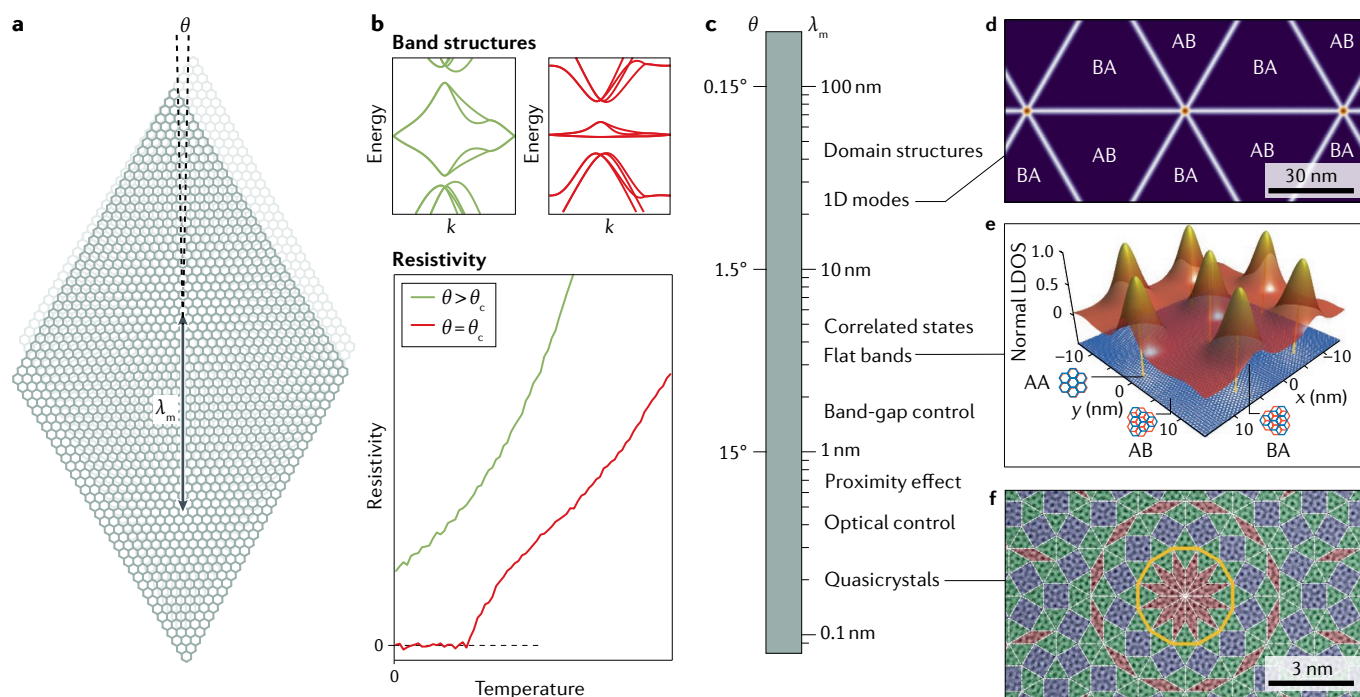 a
θ
λm
b
Band structures
Energy
k
Energy
k
Resistivity
θ > θc
θ = θc
Resistivity
0
0
Temperature
c
θ
λm
0.15°
100 nm
Domain structures
1D modes
1.5°
10 nm
Correlated states
Flat bands
Band-gap control
15°
1 nm
Proximity effect
Optical control
Quasicrystals
0.1 nm
d
AB
AB
BA
BA
AB
AB
BA
BA
BA
30 nm
e
Normal LDOS
1.0
0.5
0
−10
0
10
y (nm)
−10
0
10
x (nm)
AA
AB
BA
f
3 nm